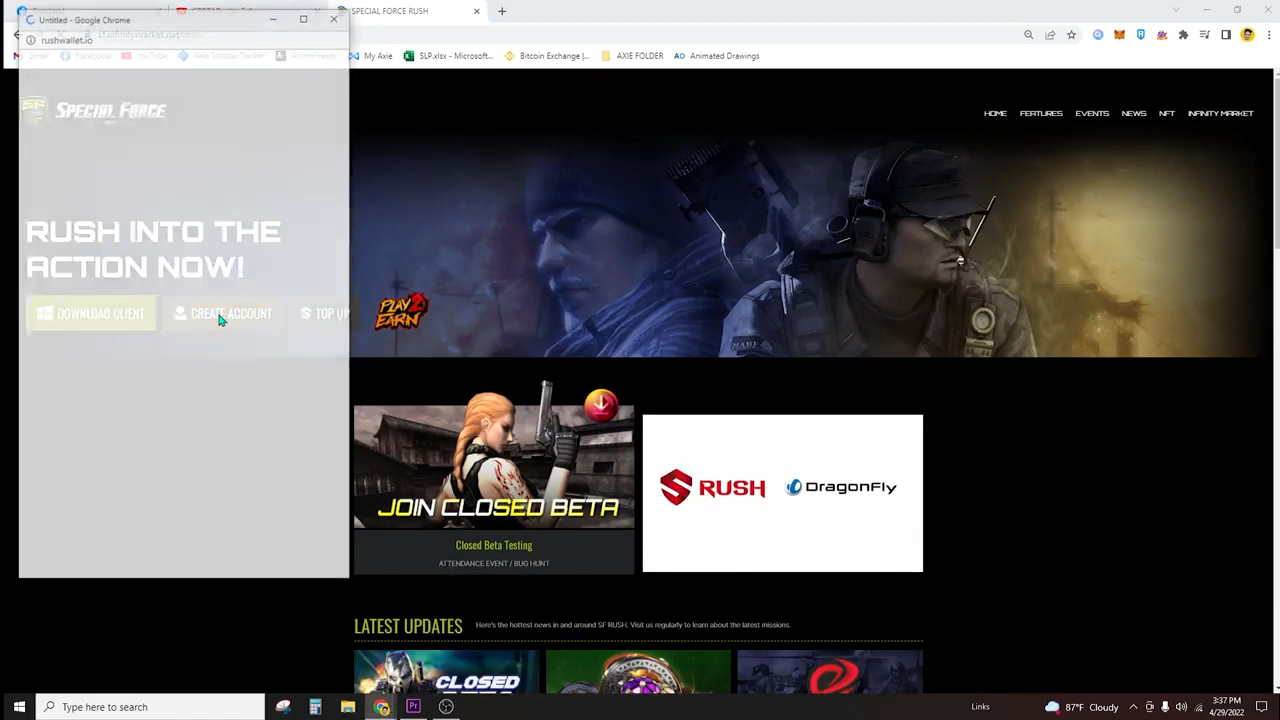 Untitled - Google Chrome
SPECIAL FORCE RUSH
rushwallet.io
My Axie
SLP.xlsx - Microsoft...
Bitcoin Exchange |...
AXIE FOLDER
AD Animated Drawings
SF SPECIAL FORCE
HOME FEATURES EVENTS NEWS NFT INFINITY MARKET
RUSH INTO THE
ACTION NOW!
DOWNLOAD CLIENT
CREATE ACCOUNT
TOP UP
PLAY 2
EARN
JOIN CLOSED BETA
Closed Beta Testing
ATTENDANCE EVENT / BUG HUNT
RUSH DRAGONFLY
LATEST UPDATES
Here's the hottest news in and around SF RUSH. Visit us regularly to learn about the latest missions.
CLOSED
Type here to search
Pr
Links
87°F Cloudy
3:37 PM
4/29/2022